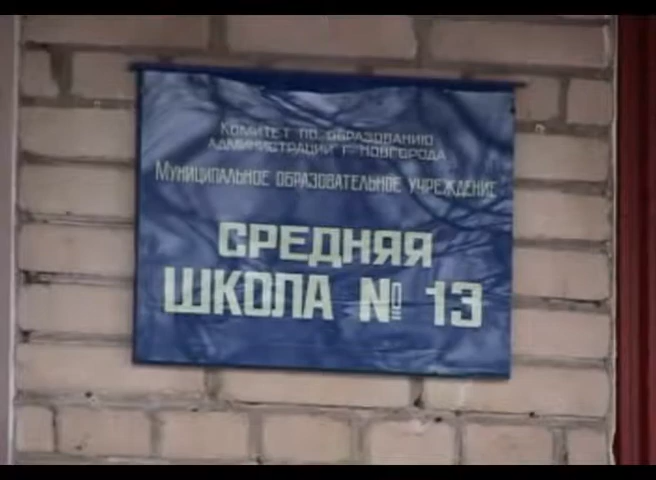 Комитет по образованию
администрации г. Новгорода
Муниципальное образовательное учреждение
СРЕДНЯЯ
ШКОЛА № 13